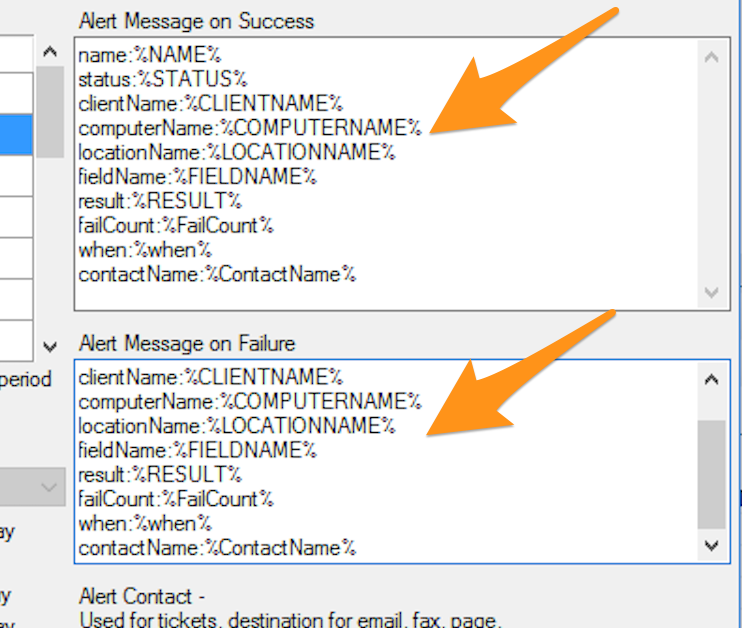 Alert Message on Success
name:%NAME%
status:%STATUS%
clientName:%CLIENTNAME%
computerName:%COMPUTERNAME%
locationName:%LOCATIONNAME%
fieldName:%FIELDNAME%
result:%RESULT%
failCount:%FailCount%
when:%when%
contactName:%ContactName%
Alert Message on Failure
period
clientName:%CLIENTNAME%
computerName:%COMPUTERNAME%
locationName:%LOCATIONNAME%
fieldName:%FIELDNAME%
result:%RESULT%
failCount:%FailCount%
when:%when%
contactName:%ContactName%
Alert Contact -
Used for tickets, destination for email, fax, page,